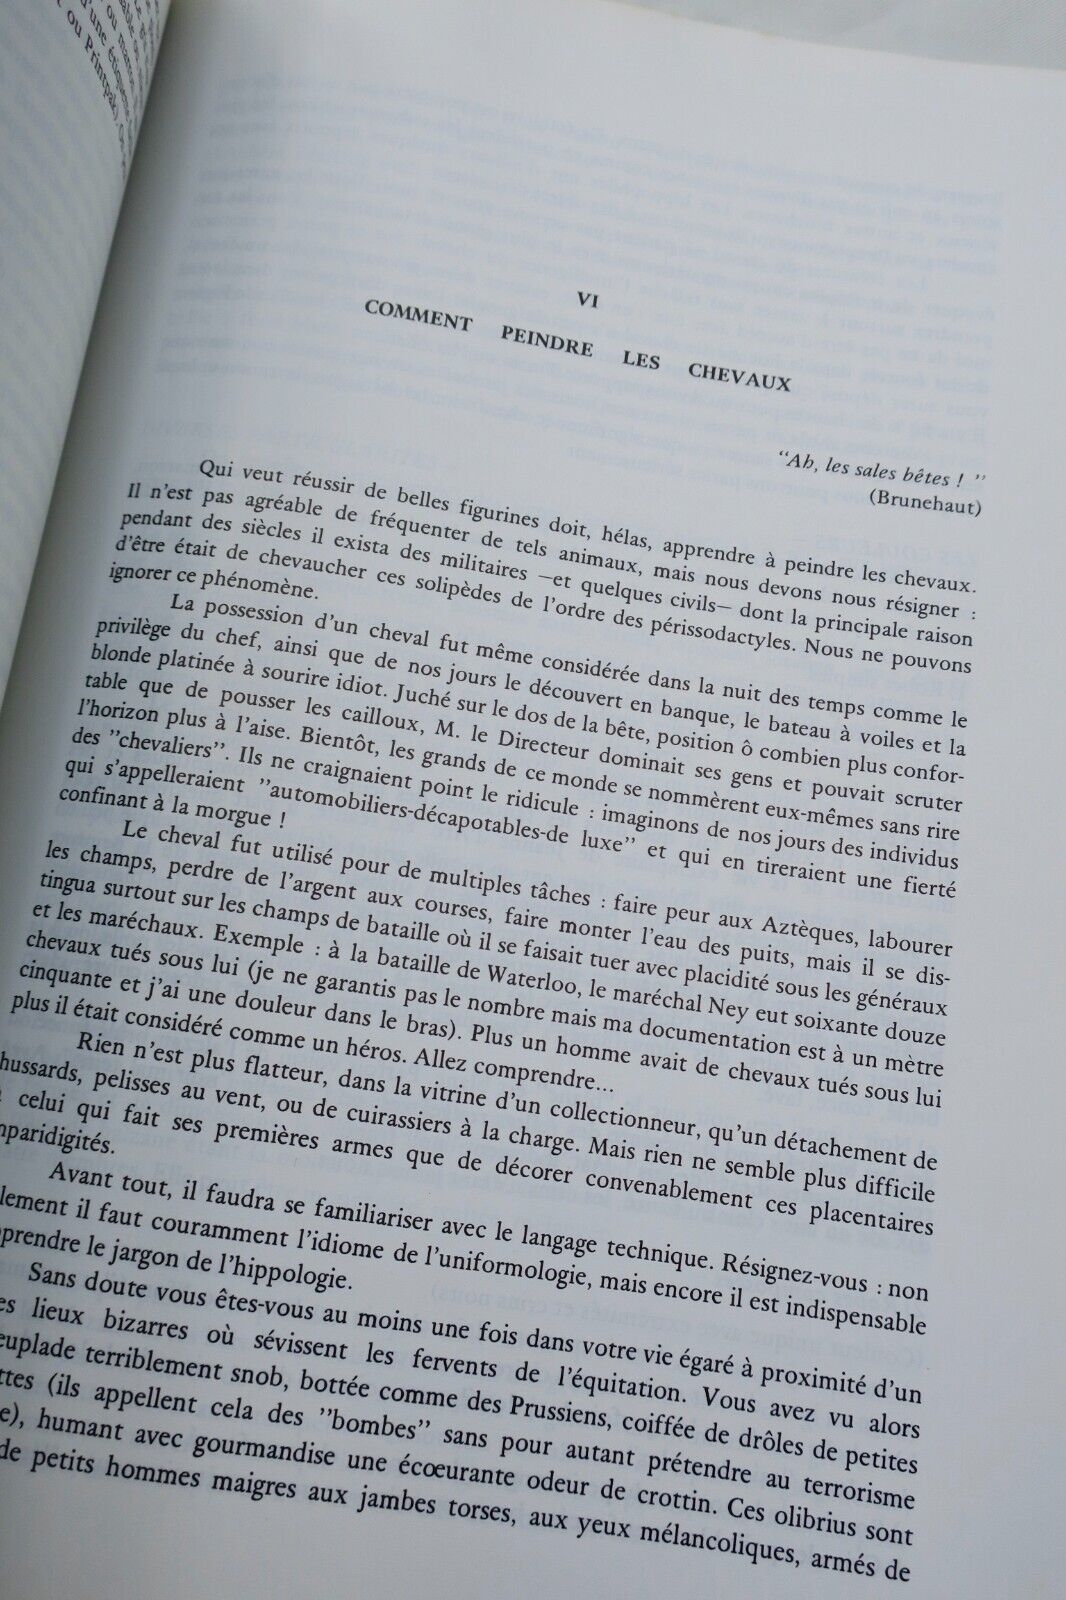 VI
COMMENT PEINDRE LES CHEVAUX
"Ah, les sales bêtes ! "
(Brunehaut)
Qui veut réussir de belles figurines doit, hélas, apprendre à peindre les chevaux.
Il n'est pas agréable de fréquenter de tels animaux, mais nous devons nous résigner :
pendant des siècles il exista des militaires —et quelques civils— dont la principale raison
d'être était de chevaucher ces solipèdes de l'ordre des périssodactyles. Nous ne pouvons
ignorer ce phénomène.
La possession d'un cheval fut même considérée dans la nuit des temps comme le
privilège du chef, ainsi que de nos jours le découvert en banque, le bateau à voiles et la
blonde platinée à sourire idiot. Juché sur le dos de la bête, position ô combien plus confor-
table que de pousser les cailloux, M. le Directeur dominait ses gens et pouvait scruter
l'horizon plus à l'aise. Bientôt, les grands de ce monde se nommèrent eux-mêmes sans rire
des "chevaliers". Ils ne craignaient point le ridicule : imaginons de nos jours des individus
qui s'appelleraient "automobiliers-décapotables-de luxe" et qui en tireraient une fierté
confinant à la morgue !
Le cheval fut utilisé pour de multiples tâches : faire peur aux Aztèques, labourer
les champs, perdre de l'argent aux courses, faire monter l'eau des puits, mais il se dis-
tingua surtout sur les champs de bataille où il se faisait tuer avec placidité sous les généraux
et les maréchaux. Exemple : à la bataille de Waterloo, le maréchal Ney eut soixante douze
chevaux tués sous lui (je ne garantis pas le nombre mais ma documentation est à un mètre
cinquante et j'ai une douleur dans le bras). Plus un homme avait de chevaux tués sous lui
plus il était considéré comme un héros. Allez comprendre...
Rien n'est plus flatteur, dans la vitrine d'un collectionneur, qu'un détachement de
hussards, pelisses au vent, ou de cuirassiers à la charge. Mais rien ne semble plus difficile
celui qui fait ses premières armes que de décorer convenablement ces placentaires
mparidigités.
Avant tout, il faudra se familiariser avec le langage technique. Résignez-vous : non
lement il faut couramment l'idiome de l'uniformologie, mais encore il est indispensable
prendre le jargon de l'hippologie.
Sans doute vous êtes-vous au moins une fois dans votre vie égaré à proximité d'un
es lieux bizarres où sévissent les fervents de l'équitation. Vous avez vu alors
euplade terriblement snob, bottée comme des Prussiens, coiffée de drôles de petites
ttes (ils appellent cela des "bombes" sans pour autant prétendre au terrorisme
e), humant avec gourmandise une écœurante odeur de crottin. Ces olibrius sont
de petits hommes maigres aux jambes torses, aux yeux mélancoliques, armés de